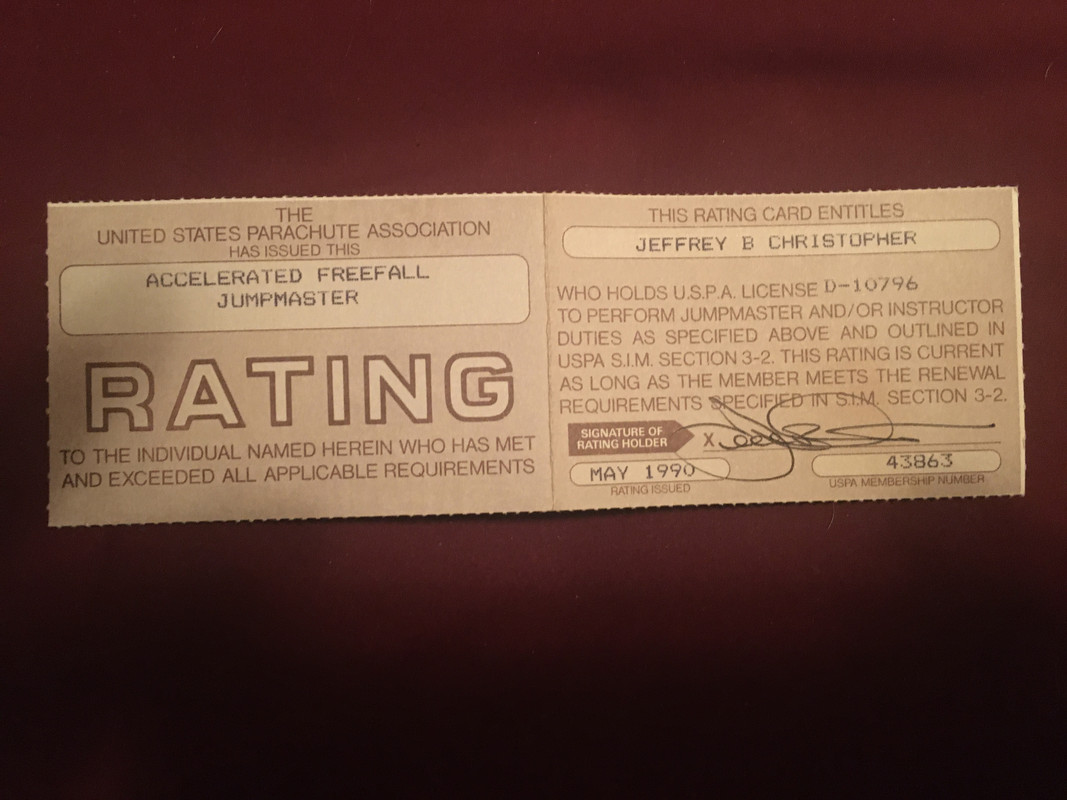 THE
UNITED STATES PARACHUTE ASSOCIATION
HAS ISSUED THIS
ACCELERATED FREEFALL
JUMPMASTER
RATING
TO THE INDIVIDUAL NAMED HEREIN WHO HAS MET
AND EXCEEDED ALL APPLICABLE REQUIREMENTS
THIS RATING CARD ENTITLES
JEFFREY B CHRISTOPHER
WHO HOLDS U.S.P.A. LICENSE D-10796
TO PERFORM JUMPMASTER AND/OR INSTRUCTOR
DUTIES AS SPECIFIED ABOVE AND OUTLINED IN
USPA S.I.M. SECTION 3-2. THIS RATING IS CURRENT
AS LONG AS THE MEMBER MEETS THE RENEWAL
REQUIREMENTS SPECIFIED IN S.I.M. SECTION 3-2.
SIGNATURE OF
RATING HOLDER
X
MAY 1990
43863
RATING ISSUED
USPA MEMBERSHIP NUMBER